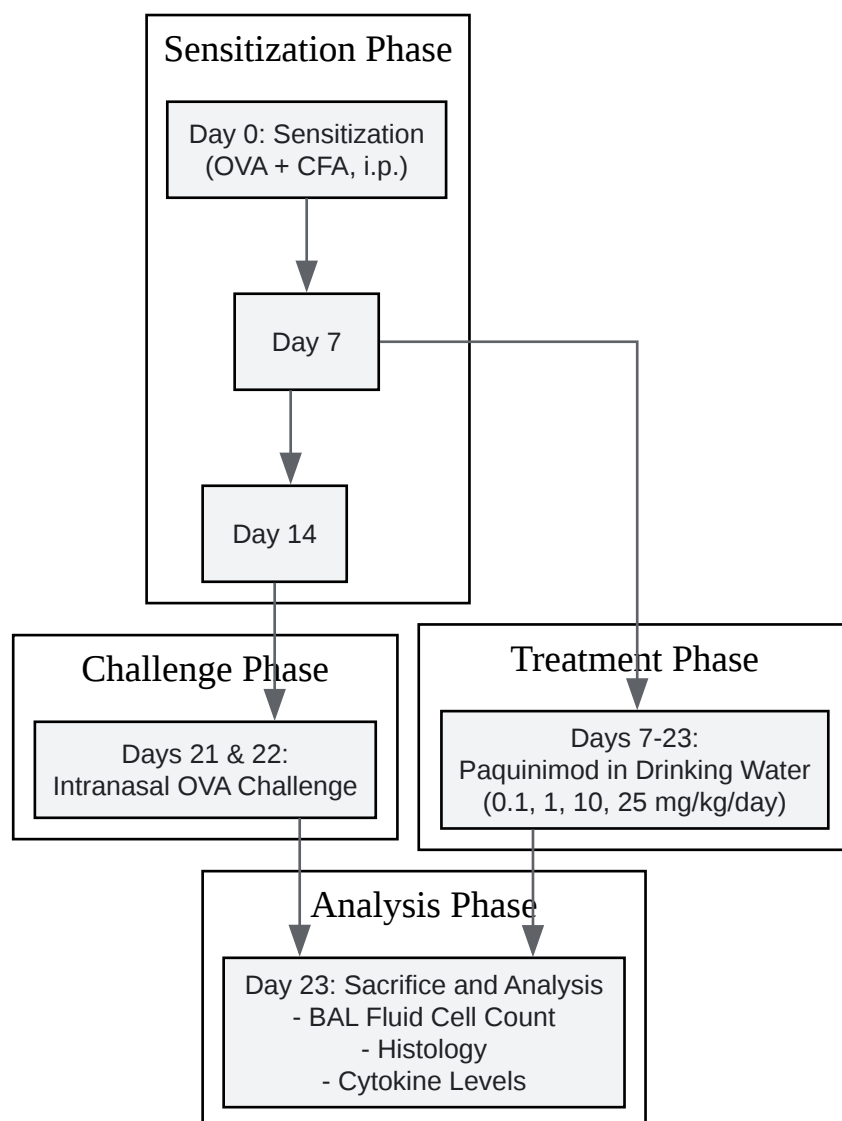 Sensitization Phase
Day 0: Sensitization
(OVA + CFA, i.p.)
Day 7
Day 14
Challenge Phase
Days 21 & 22:
Intranasal OVA Challenge
Treatment Phase
Days 7-23:
Paquinimod in Drinking Water
(0.1, 1, 10, 25 mg/kg/day)
Analysis Phase
Day 23: Sacrifice and Analysis
- BAL Fluid Cell Count
- Histology
- Cytokine Levels